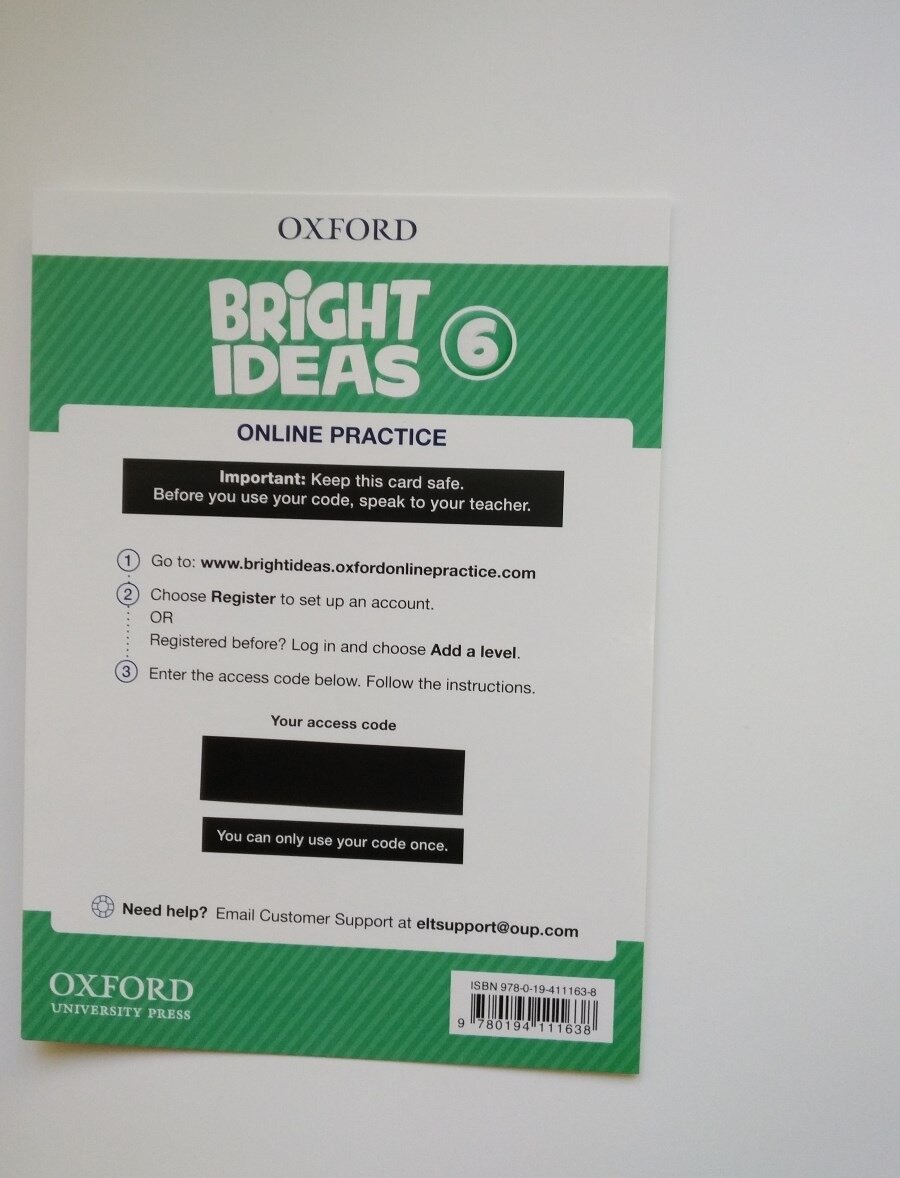 OXFORD
BRiGHT
IDEAS
6
ONLINE PRACTICE
Important: Keep this card safe.
Before you use your code, speak to your teacher.
1 Go to: www.brightideas.oxfordonlinepractice.com
2 Choose Register to set up an account.
OR
Registered before? Log in and choose Add a level.
3 Enter the access code below. Follow the instructions.
Your access code
You can only use your code once.
Need help? Email Customer Support at eltsupport@oup.com
OXFORD
UNIVERSITY PRESS
ISBN 978-0-19-411163-8
9 780194 111638